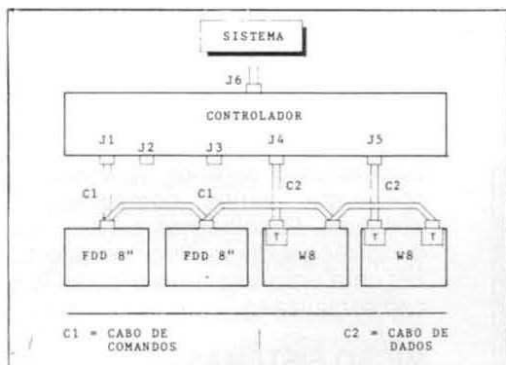 SISTEMA
J6
CONTROLADOR
J1 J2 J3 J4 J5
C1 C1 C2 C2
T T T
FDD 8" FDD 8" W8 W8
C1 = CABO DE COMANDOS
C2 = CABO DE DADOS